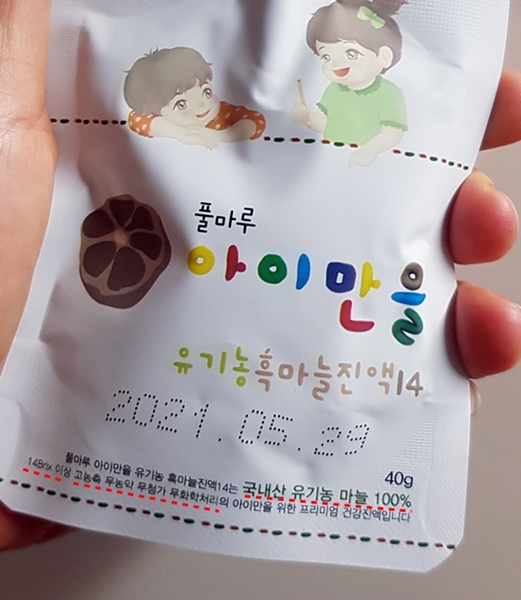 풀마루
아이만을
유기농흑마늘진액14
2021.05.29
40g
풀마루 아이만을 유기농 흑마늘진액14는 국내산 유기농 마늘 100%
14Brix 이상 고농축 무농약 무첨가 무화학처리의 아이만을 위한 프리미엄 건강진액입니다